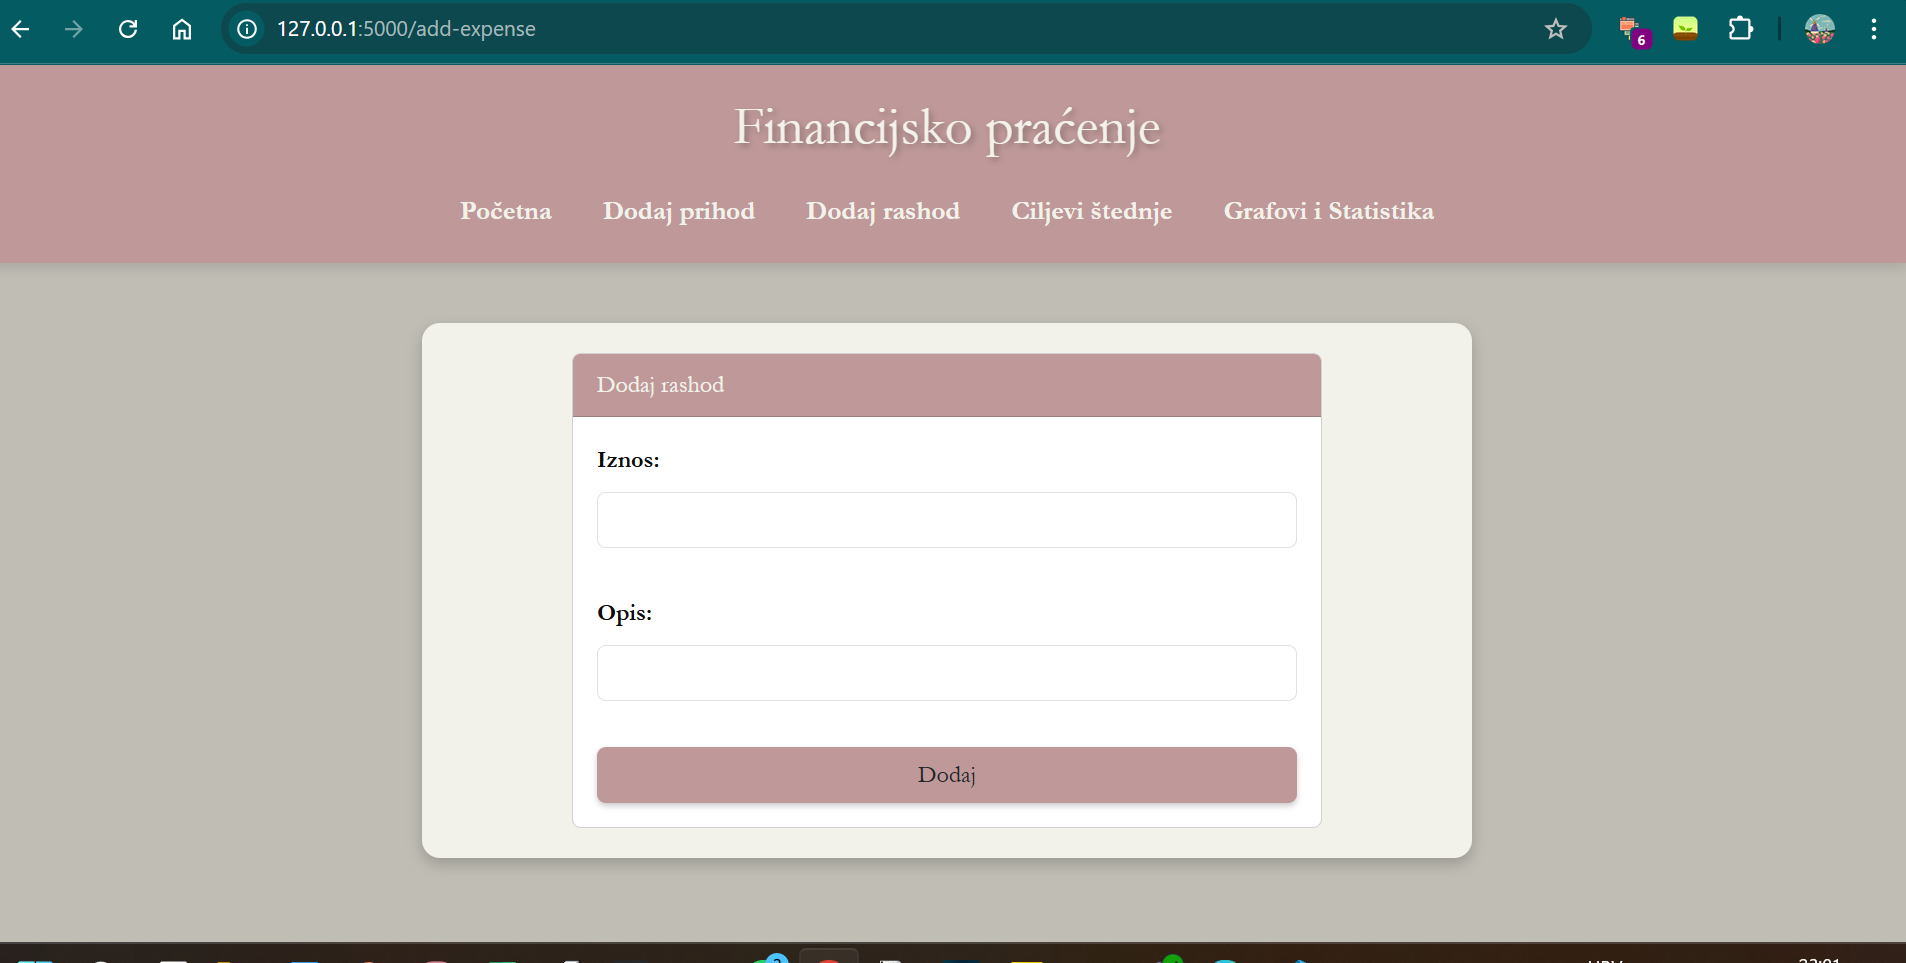 127.0.0.1:5000/add-expense
6
Financijsko praćenje
Početna Dodaj prihod Dodaj rashod Ciljevi štednje Grafovi i Statistika
Dodaj rashod
Iznos:
Opis:
Dodaj